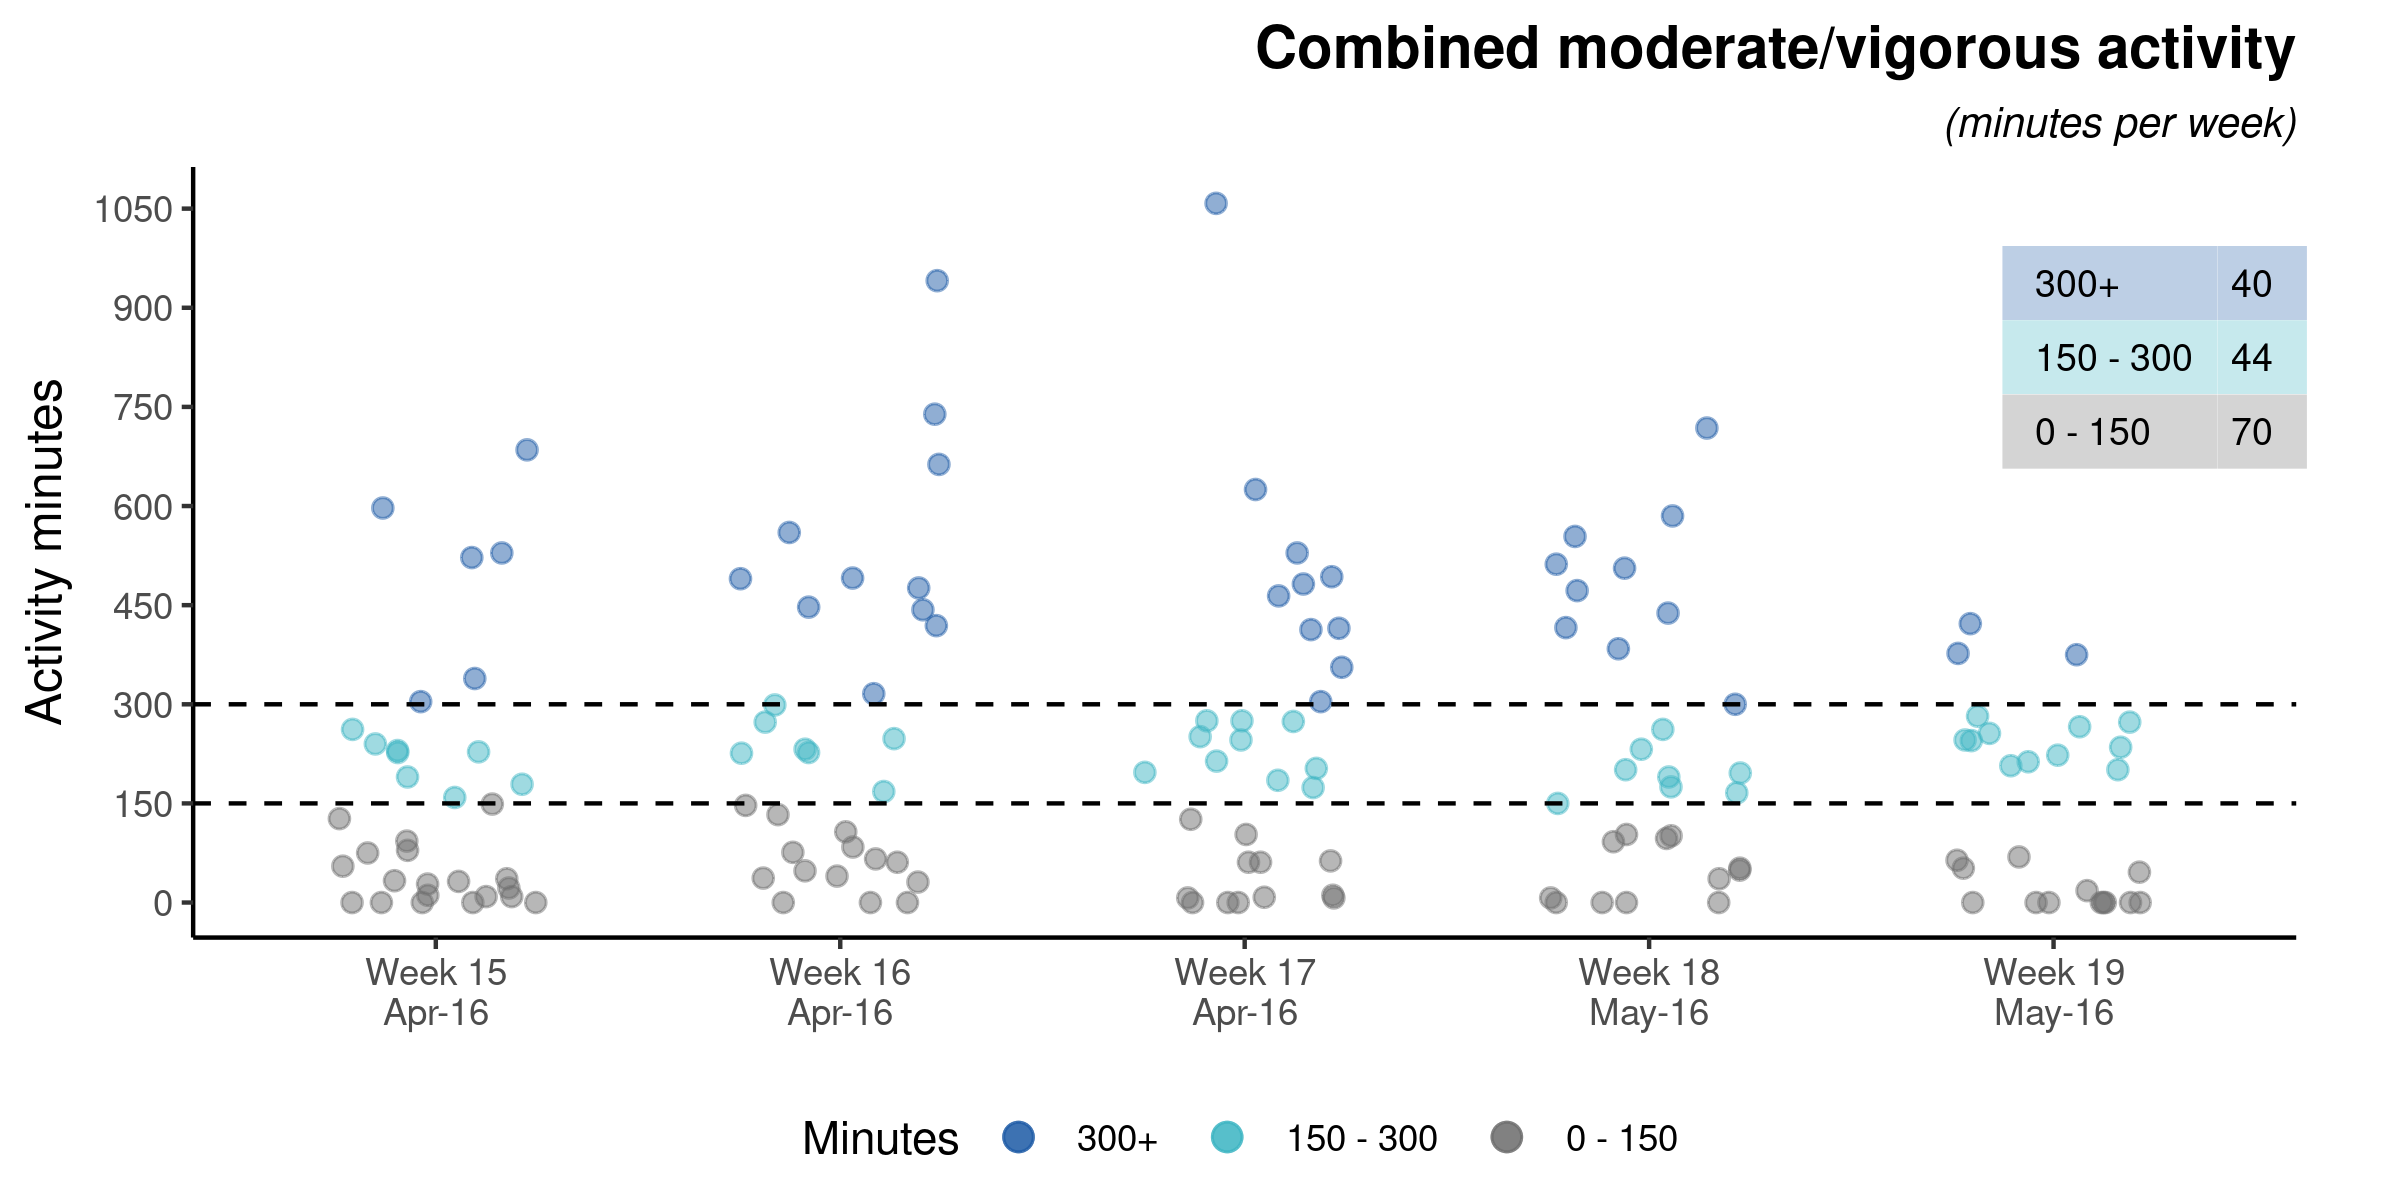 Combined moderate/vigorous activity
(minutes per week)
Activity minutes
1050
900
750
600
450
300
150
0
300+ 40
150 - 300 44
0 - 150 70
Week 15 Week 16 Week 17 Week 18 Week 19
Apr-16 Apr-16 Apr-16 May-16 May-16
Minutes 300+ 150 - 300 0 - 150